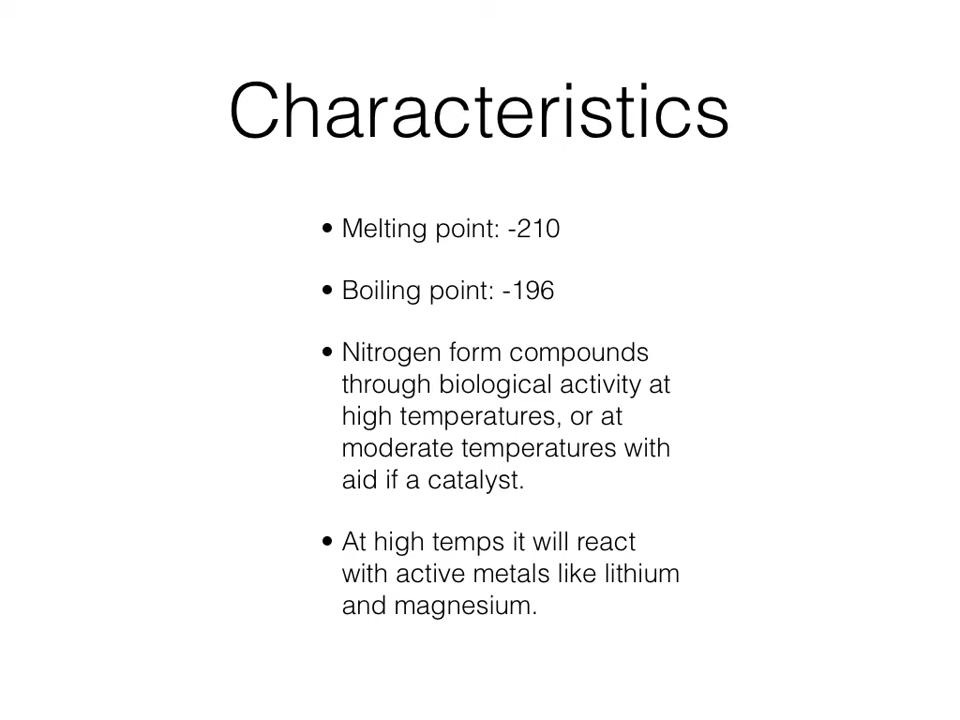 Characteristics
• Melting point: -210
• Boiling point: -196
• Nitrogen form compounds
through biological activity at
high temperatures, or at
moderate temperatures with
aid if a catalyst.
• At high temps it will react
with active metals like lithium
and magnesium.